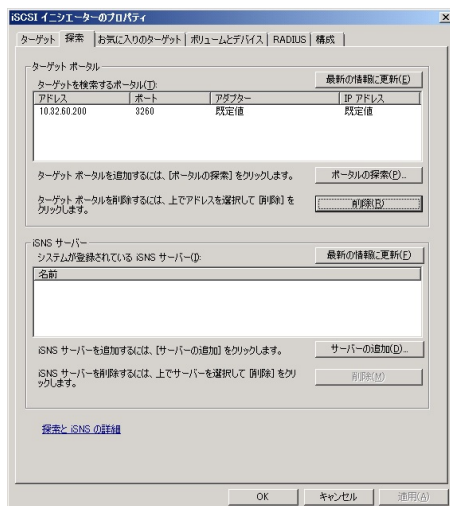 iSCSI イニシエーターのプロパティ
ターゲット 探索 お気に入りのターゲット ボリュームとデバイス RADIUS 構成
ターゲット ポータル
ターゲットを検索するポータル(T):
最新の情報に更新(E)
アドレス ポート アダプター IP アドレス
10.32.60.200 3260 既定値 既定値
ターゲット ポータルを追加するには、[ポータルの探索] をクリックします。
ポータルの探索(P)...
ターゲット ポータルを削除するには、上でアドレスを選択して [削除] を
クリックします。
削除(R)
iSNS サーバー
システムが登録されている iSNS サーバー(I):
最新の情報に更新(F)
名前
iSNS サーバーを追加するには、[サーバーの追加] をクリックします。
サーバーの追加(D)...
iSNS サーバーを削除するには、上でサーバーを選択して [削除] をクリ
ックします。
削除(M)
探索と iSNS の詳細
OK キャンセル 適用(A)